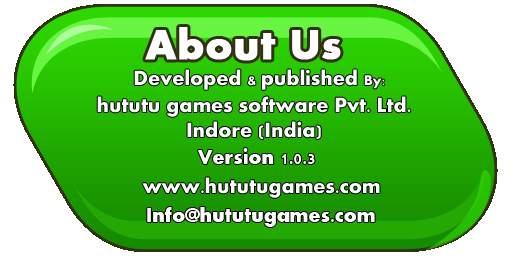 About Us
Developed & published By:
hututu games software Pvt. Ltd.
Indore (India)
Version 1.0.3
www.hututugames.com
Info@hututugames.com